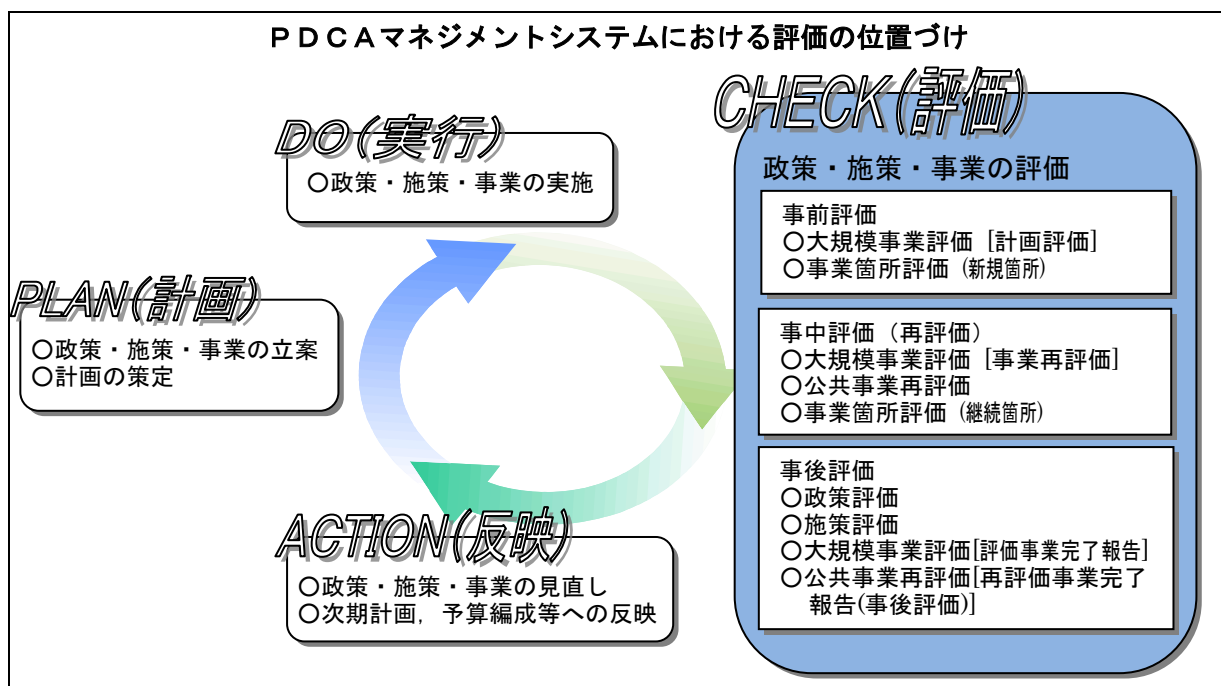 PDCAマネジメントシステムにおける評価の位置づけ
PLAN(計画)
○政策・施策・事業の立案
○計画の策定
DO(実行)
○政策・施策・事業の実施
CHECK(評価)
政策・施策・事業の評価
事前評価
○大規模事業評価 [計画評価]
○事業箇所評価 (新規箇所)
事中評価（再評価）
○大規模事業評価 [事業再評価]
○公共事業再評価
○事業箇所評価 (継続箇所)
事後評価
○政策評価
○施策評価
○大規模事業評価[評価事業完了報告]
○公共事業再評価[再評価事業完了
報告(事後評価)]
ACTION(反映)
○政策・施策・事業の見直し
○次期計画，予算編成等への反映